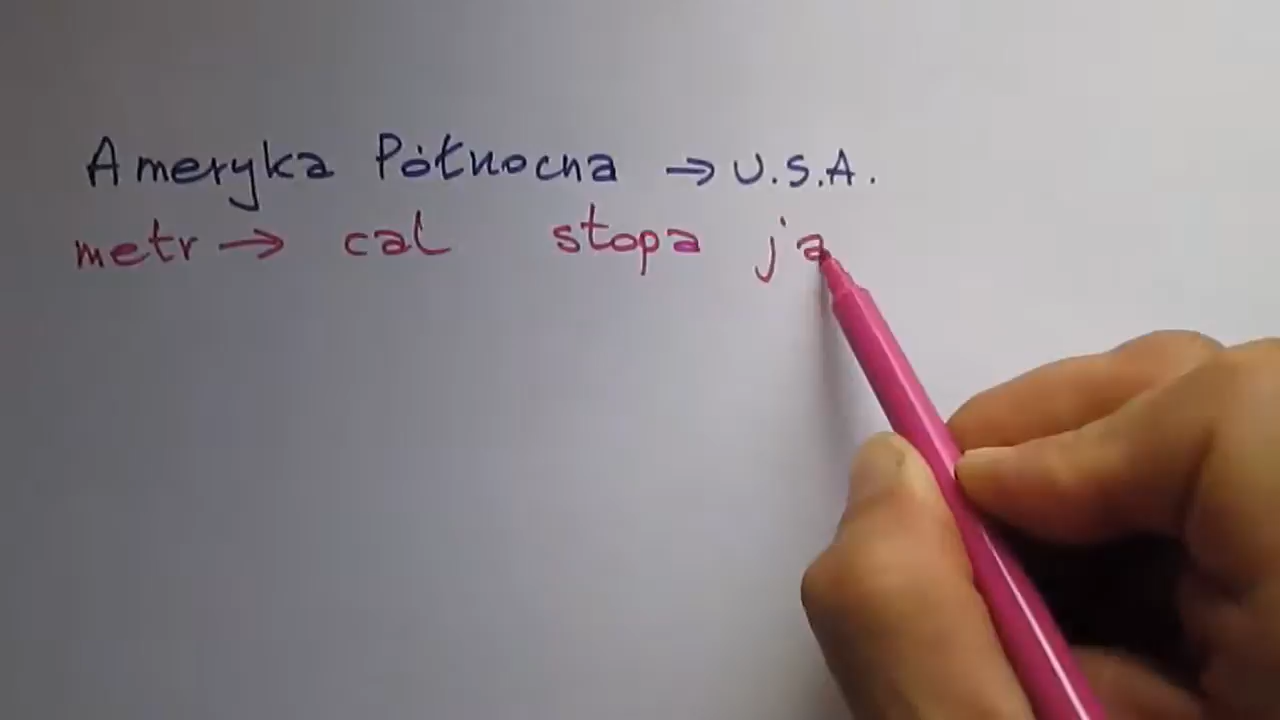 Ameryka Północna → U.S.A.
metr → cal stopa ja